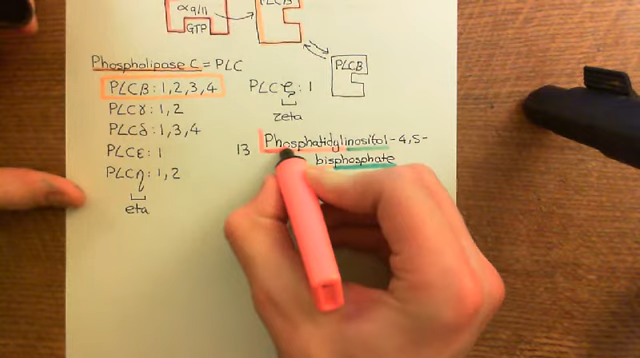 αq/11
GTP
PLCβ
PLCβ
Phospholipase C = PLC
PLCβ: 1,2,3,4
PLCγ: 1,2
PLCδ: 1,3,4
PLCε: 1
PLCη: 1,2
eta
PLCζ: 1
zeta
13
Phosphatidylinositol-4,5-
bisphosphate